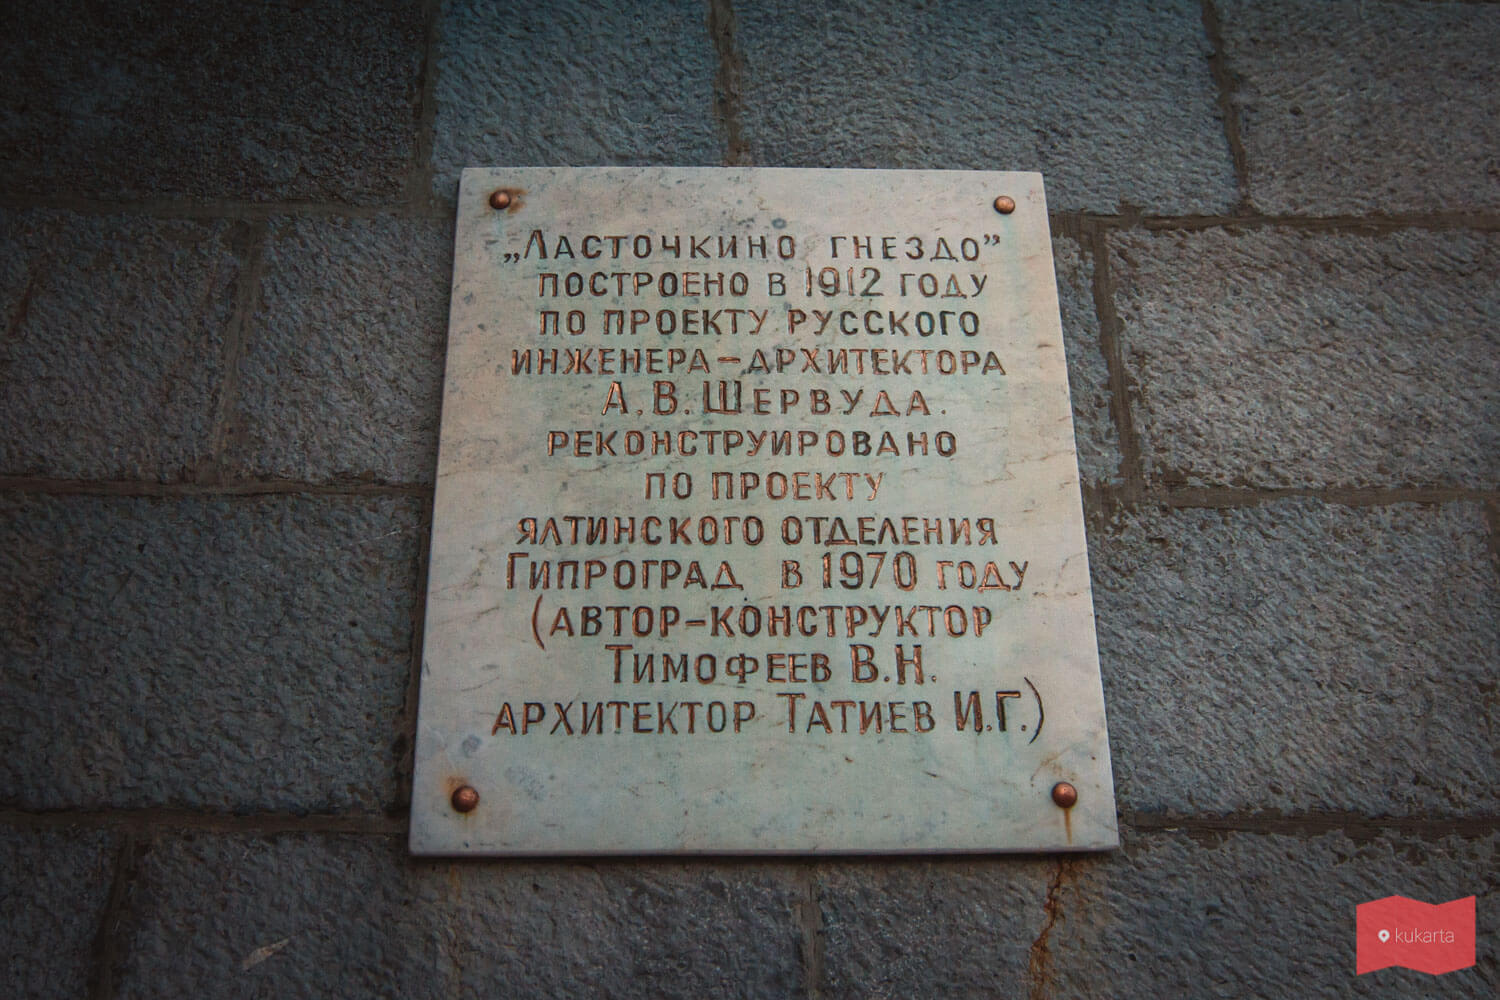 „Ласточкино гнездо”
построено в 1912 году
по проекту русского
инженера-архитектора
А.В.Шервуда.
реконструировано
по проекту
ялтинского отделения
Гипроград в 1970 году
(автор-конструктор
Тимофеев В.Н.
архитектор Татиев И.Г.)
kukarta